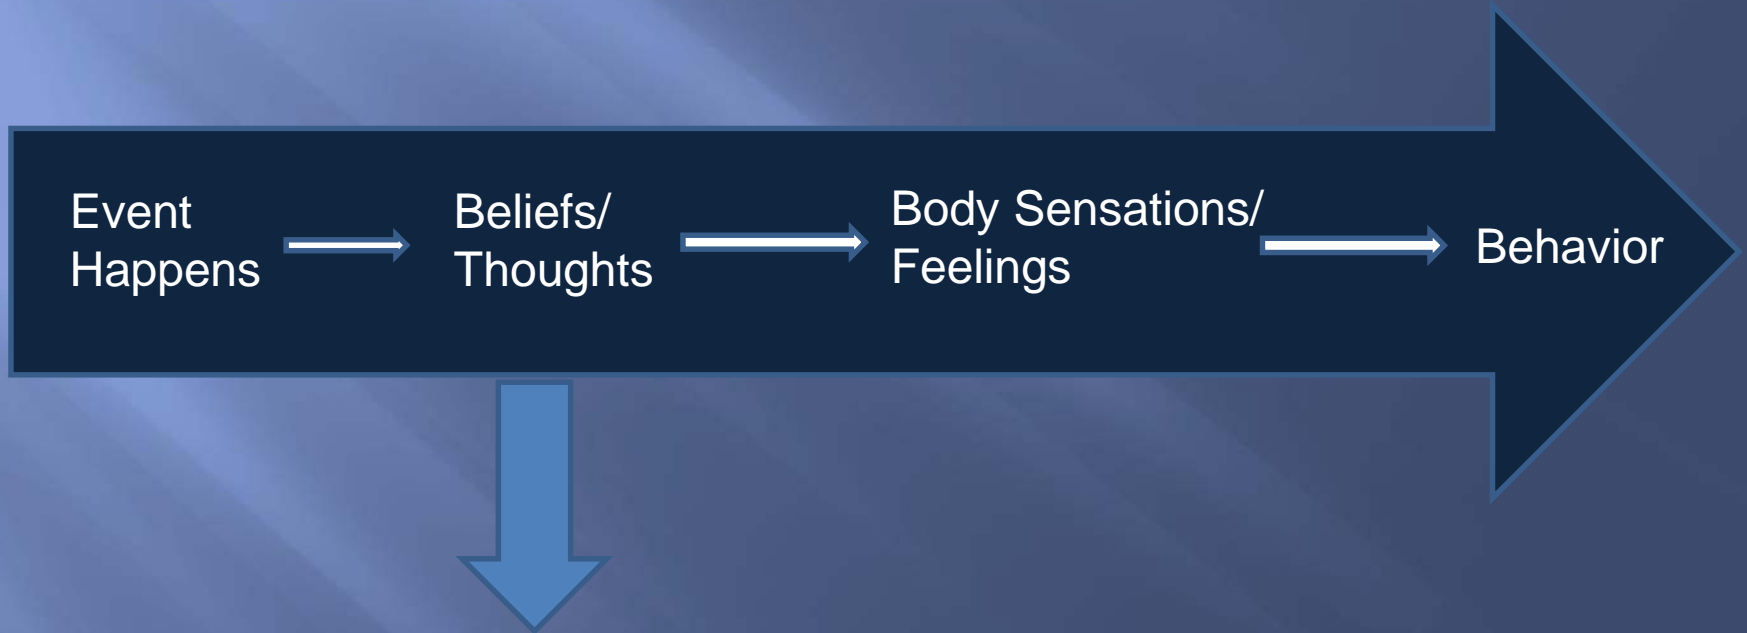 Event
Happens
Beliefs/
Thoughts
Body Sensations/
Feelings
Behavior